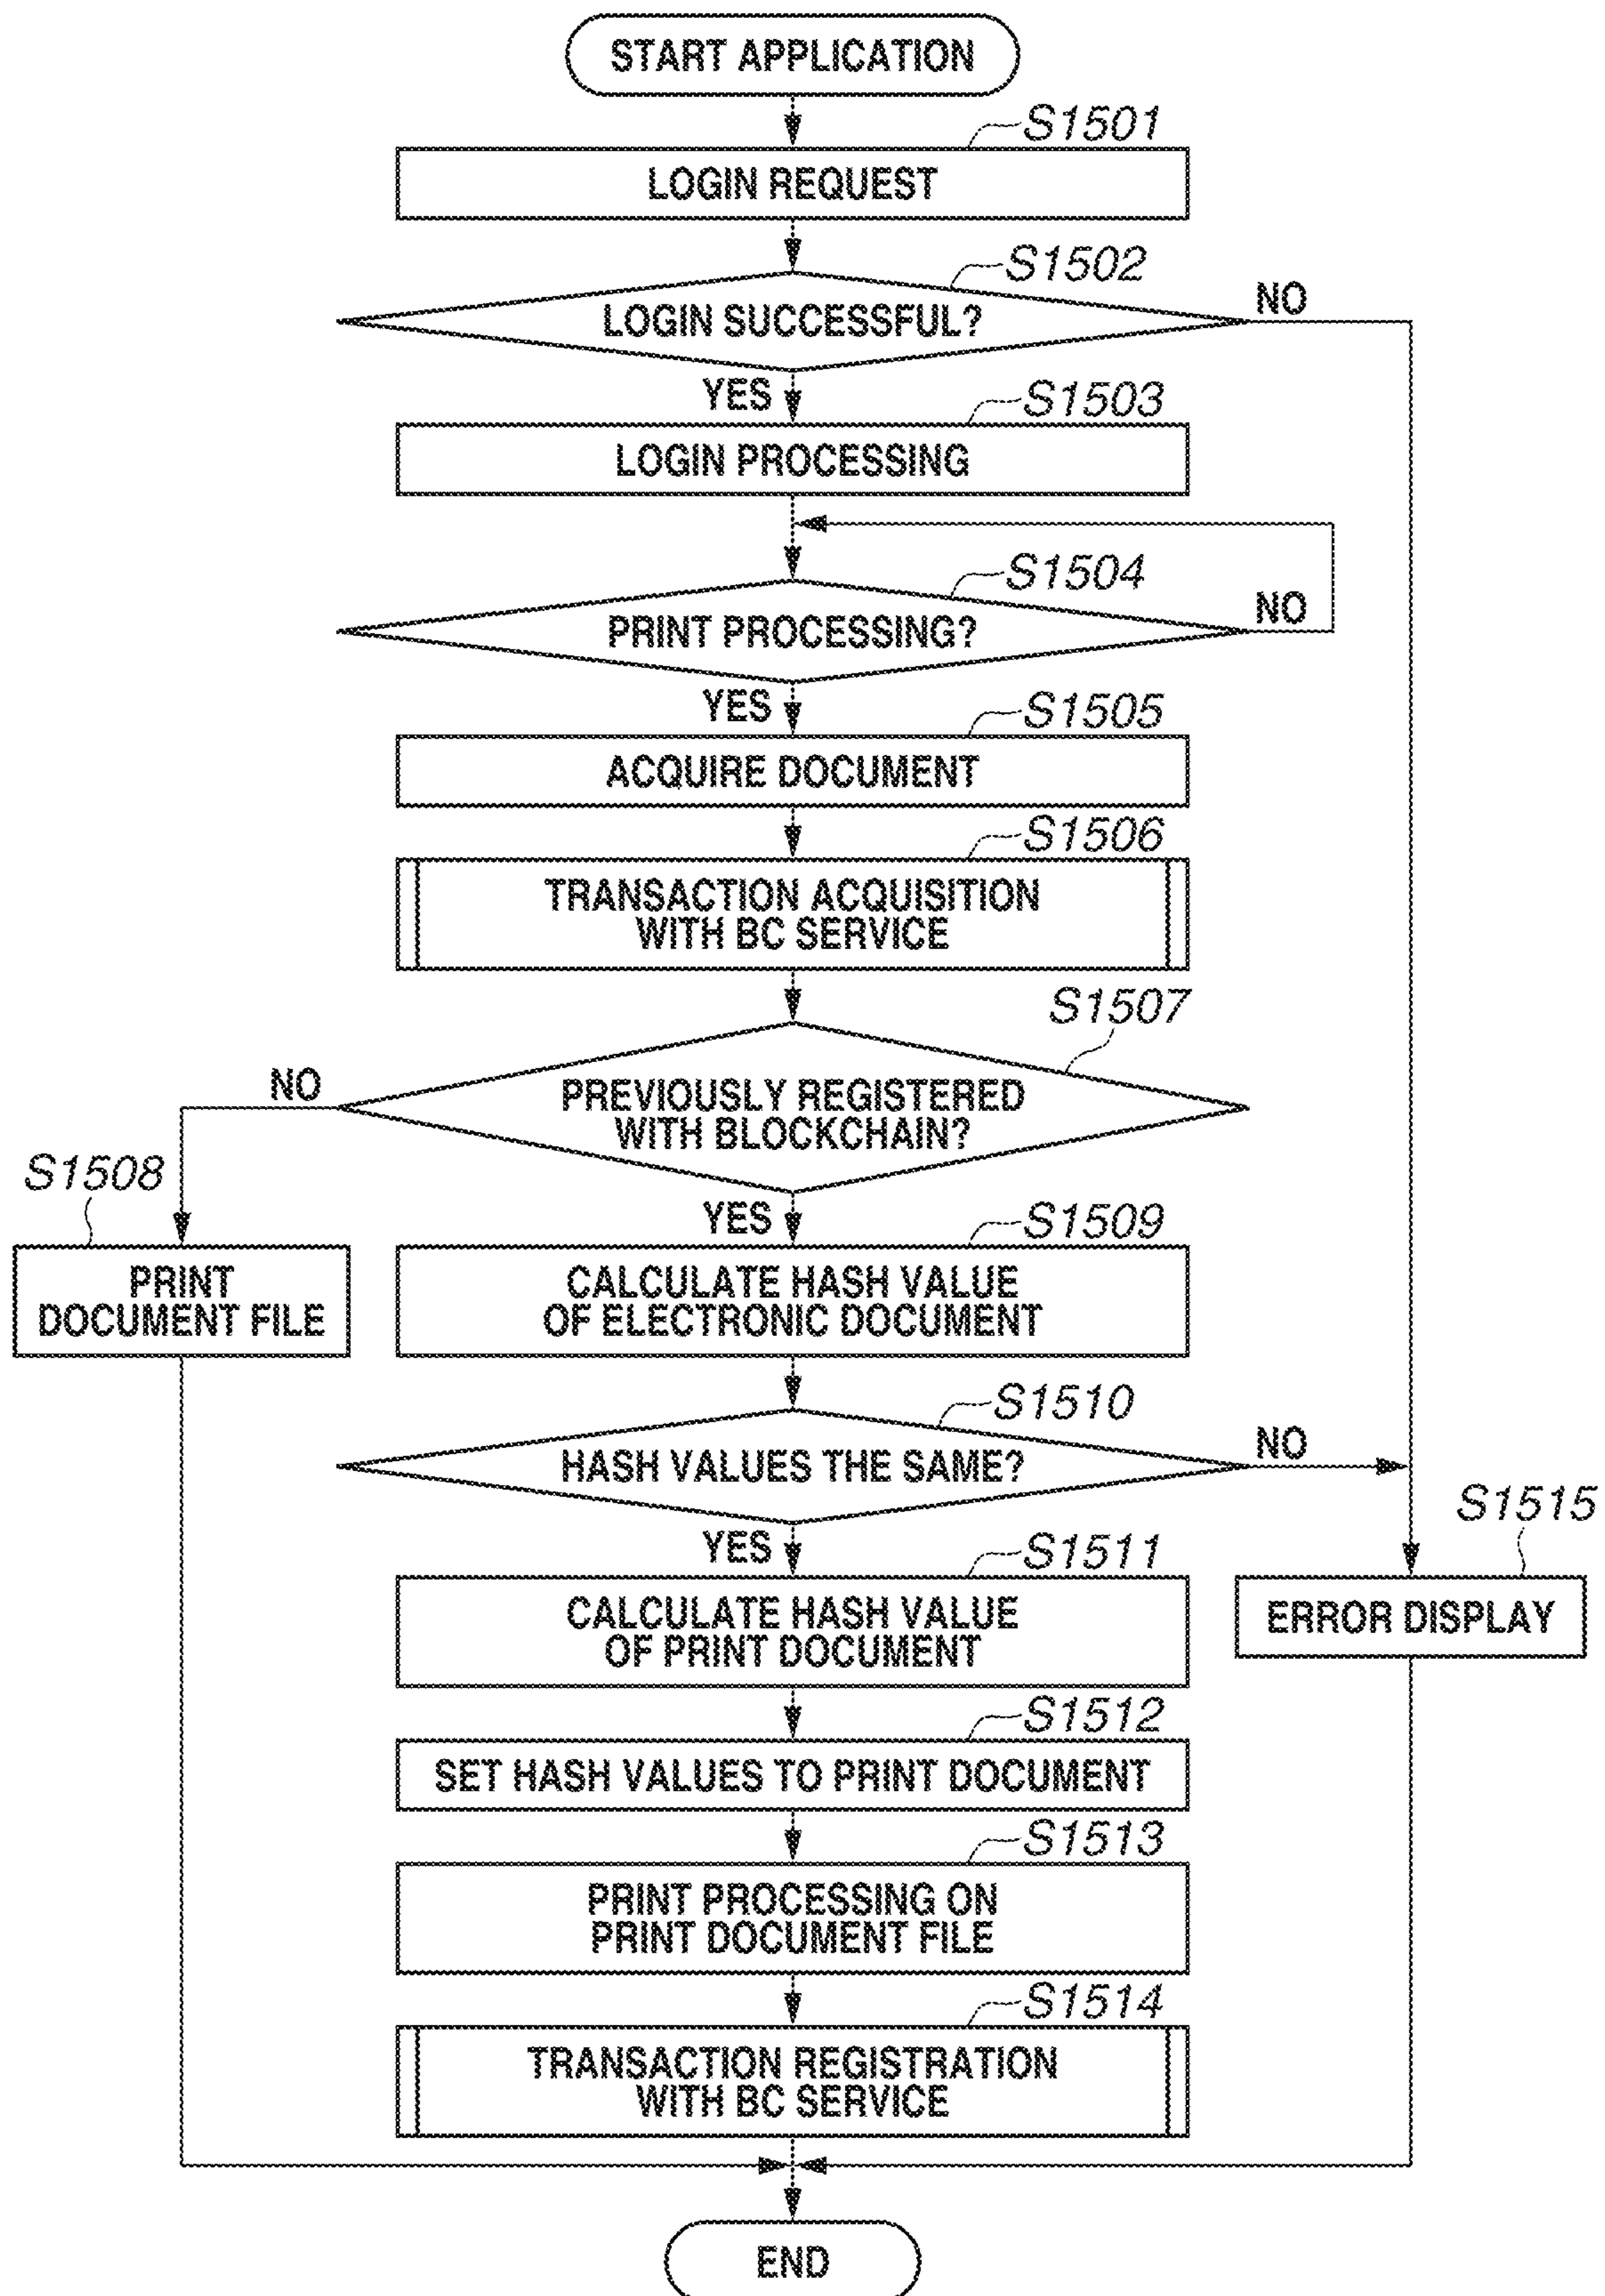 START APPLICATION
S1501
LOGIN REQUEST
S1502
LOGIN SUCCESSFUL?
NO
YES
S1503
LOGIN PROCESSING
S1504
PRINT PROCESSING?
NO
YES
S1505
ACQUIRE DOCUMENT
S1506
TRANSACTION ACQUISITION
WITH BC SERVICE
S1507
NO
PREVIOUSLY REGISTERED
WITH BLOCKCHAIN?
S1508
YES
S1509
PRINT
DOCUMENT FILE
CALCULATE HASH VALUE
OF ELECTRONIC DOCUMENT
S1510
HASH VALUES THE SAME?
NO
S1515
YES
S1511
CALCULATE HASH VALUE
OF PRINT DOCUMENT
ERROR DISPLAY
S1512
SET HASH VALUES TO PRINT DOCUMENT
S1513
PRINT PROCESSING ON
PRINT DOCUMENT FILE
S1514
TRANSACTION REGISTRATION
WITH BC SERVICE
END